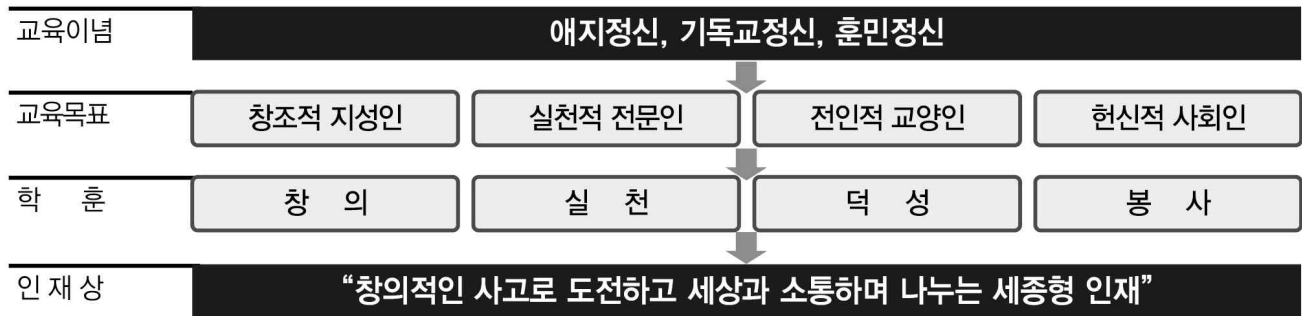 교육이념 애지정신, 기독교정신, 훈민정신
교육목표 창조적 지성인 실천적 전문인 전인적 교양인 헌신적 사회인
학 훈 창 의 실 천 덕 성 봉 사
인 재 상 “창의적인 사고로 도전하고 세상과 소통하며 나누는 세종형 인재”